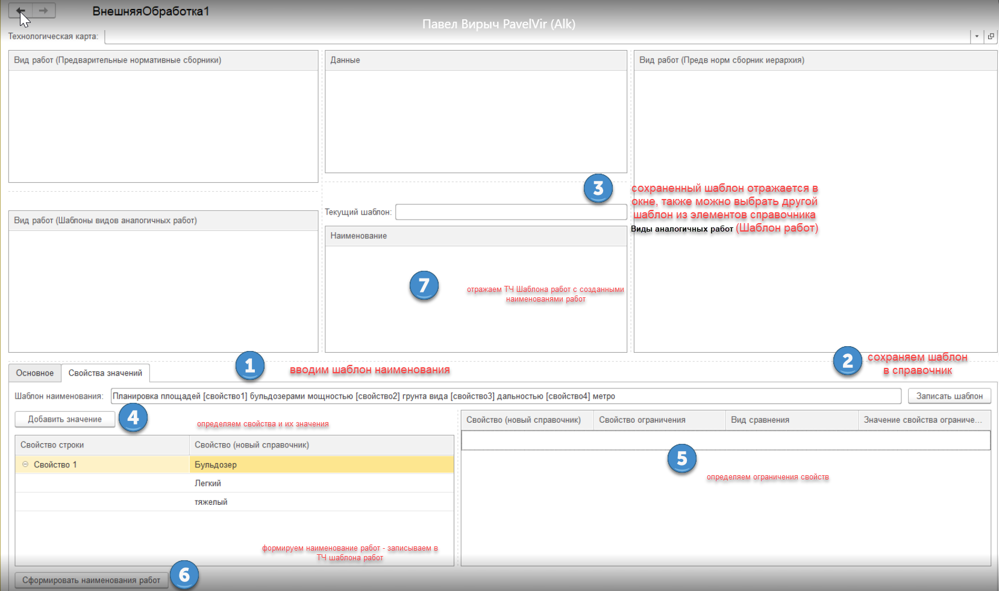 ВнешняяОбработка1
Павел Вирыч PavelVir (Alk)
Технологическая карта:
Вид работ (Предварительные нормативные сборники)
Данные
Вид работ (Предв норм сборник иерархия)
3
сохраненный шаблон отражается в
окне, также можно выбрать другой
шаблон из элементов справочника
Виды аналогичных работ (Шаблон работ)
Текущий шаблон:
Вид работ (Шаблоны видов аналогичных работ)
Наименование
7
отражаем ТЧ Шаблона работ с созданными
наименованями работ
1
вводим шаблон наименования
2
сохраняем шаблон
в справочник
Основное
Свойства значений
Шаблон наименования:
Планировка площадей [свойство1] бульдозерами мощностью [свойство2] грунта вида [свойство3] дальностью [свойство4] метро
Записать шаблон
Добавить значение
4
определяем свойства и их значения
Свойство (новый справочник)
Свойство ограничения
Вид сравнения
Значение свойства ограниче...
Свойство строки
Свойство (новый справочник)
Свойство 1
Бульдозер
Легкий
тяжелый
5
определяем ограничения свойств
формируем наименование работ - записываем в
ТЧ шаблона работ
6
Сформировать наименования работ